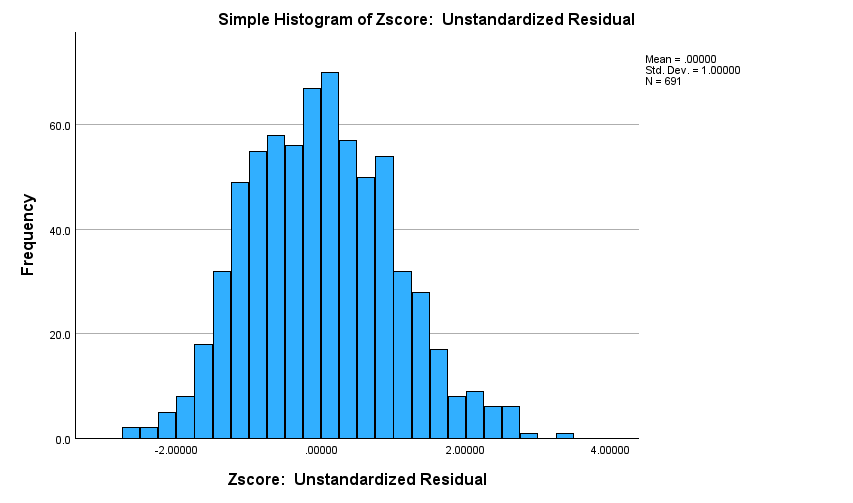 Simple Histogram of Zscore:  Unstandardized Residual
Mean = .00000
Std. Dev. = 1.00000
N = 691
Frequency
60.0
40.0
20.0
0.0
-2.00000
.00000
2.00000
4.00000
Zscore:  Unstandardized Residual